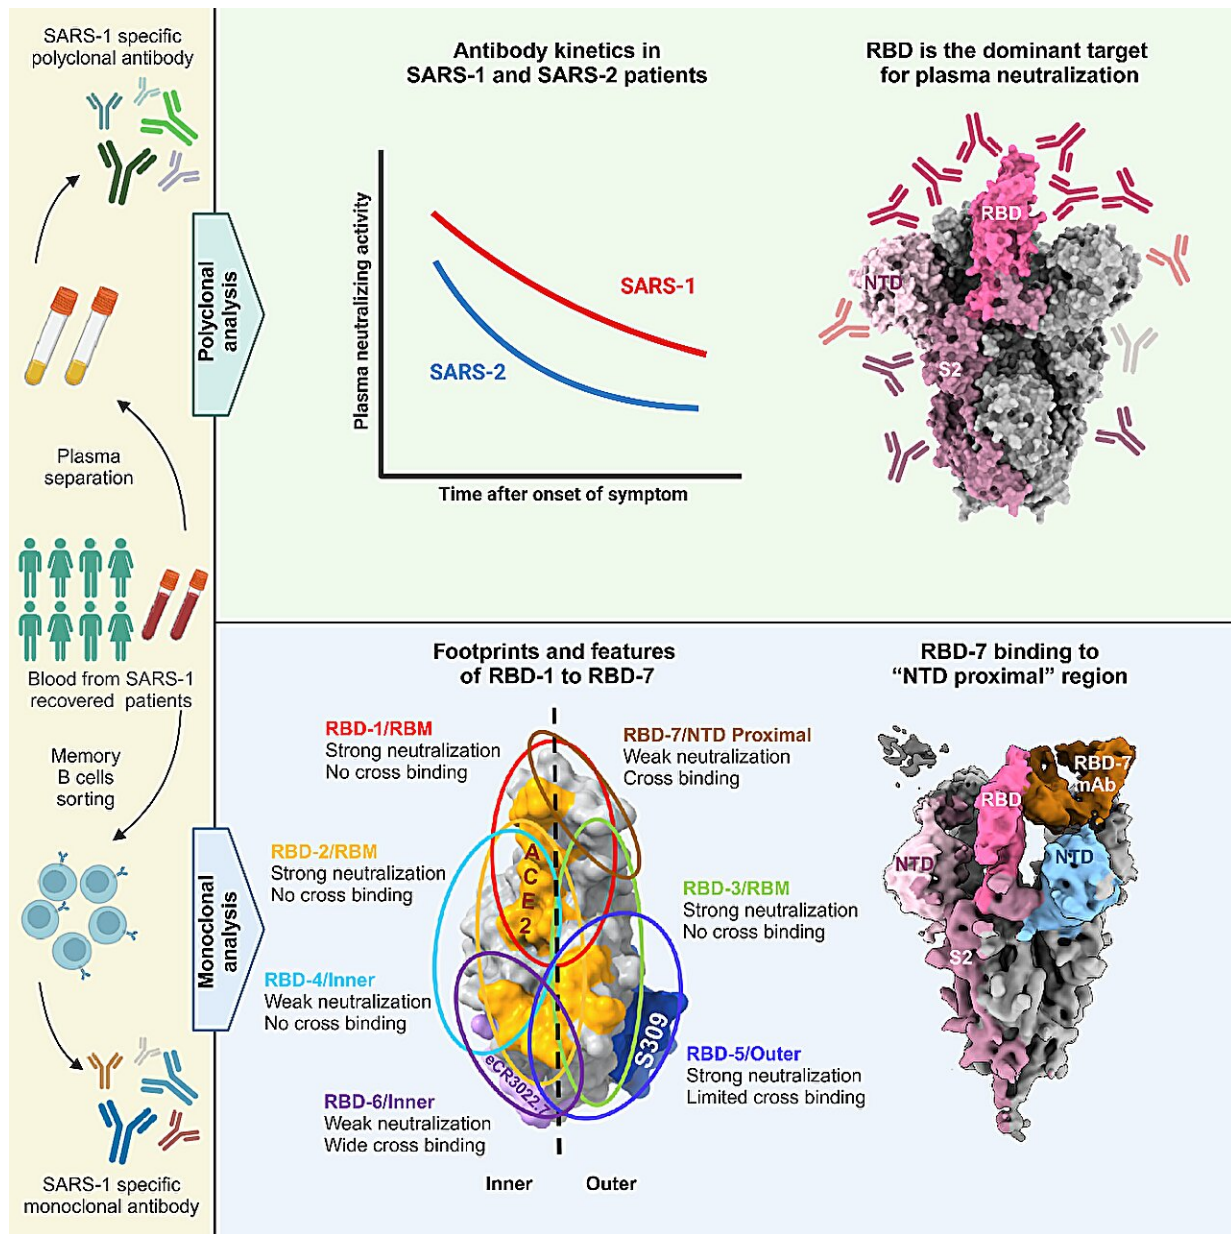 SARS-1 specific
polyclonal antibody
Plasma
separation
Blood from SARS-1
recovered patients
Memory
B cells
sorting
SARS-1 specific
monoclonal antibody
Polyclonal
analysis
Antibody kinetics in
SARS-1 and SARS-2 patients
Plasma neutralizing activity
SARS-1
SARS-2
Time after onset of symptom
RBD is the dominant target
for plasma neutralization
RBD
NTD
S2
Monoclonal
analysis
Footprints and features
of RBD-1 to RBD-7
RBD-1/RBM
Strong neutralization
No cross binding
RBD-7/NTD Proximal
Weak neutralization
Cross binding
RBD-2/RBM
Strong neutralization
No cross binding
ACE2
RBD-3/RBM
Strong neutralization
No cross binding
RBD-4/Inner
Weak neutralization
No cross binding
S309
RBD-5/Outer
Strong neutralization
Limited cross binding
eCR3022.7
RBD-6/Inner
Weak neutralization
Wide cross binding
Inner
Outer
RBD-7 binding to
“NTD proximal” region
RBD-7
mAb
RBD
NTD
NTD
S2